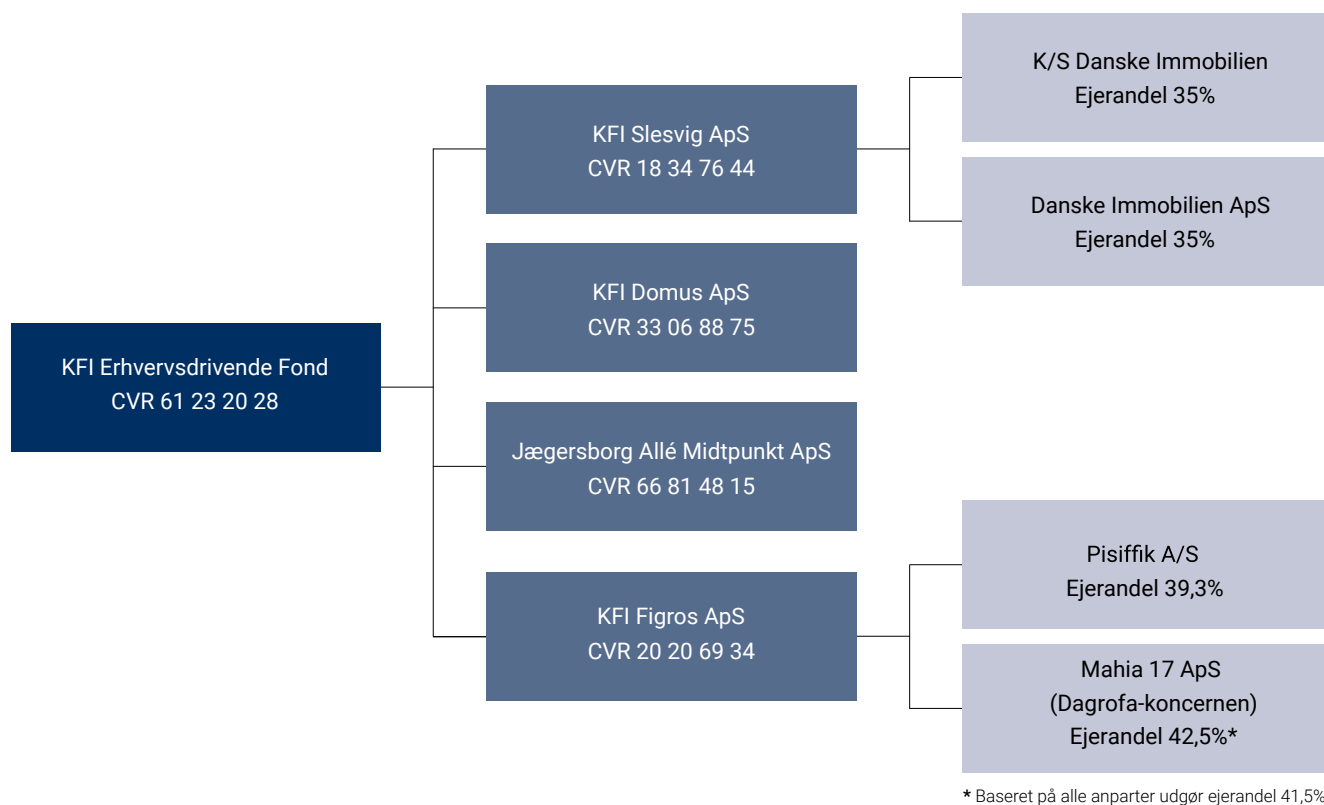 KFI Erhvervsdrivende Fond
CVR 61 23 20 28
KFI Slesvig ApS
CVR 18 34 76 44
KFI Domus ApS
CVR 33 06 88 75
Jægersborg Allé Midtpunkt ApS
CVR 66 81 48 15
KFI Figros ApS
CVR 20 20 69 34
K/S Danske Immobilien
Ejerandel 35%
Danske Immobilien ApS
Ejerandel 35%
Pisiffik A/S
Ejerandel 39,3%
Mahia 17 ApS
(Dagrofa-koncernen)
Ejerandel 42,5%*
* Baseret på alle anparter udgør ejerandel 41,5%